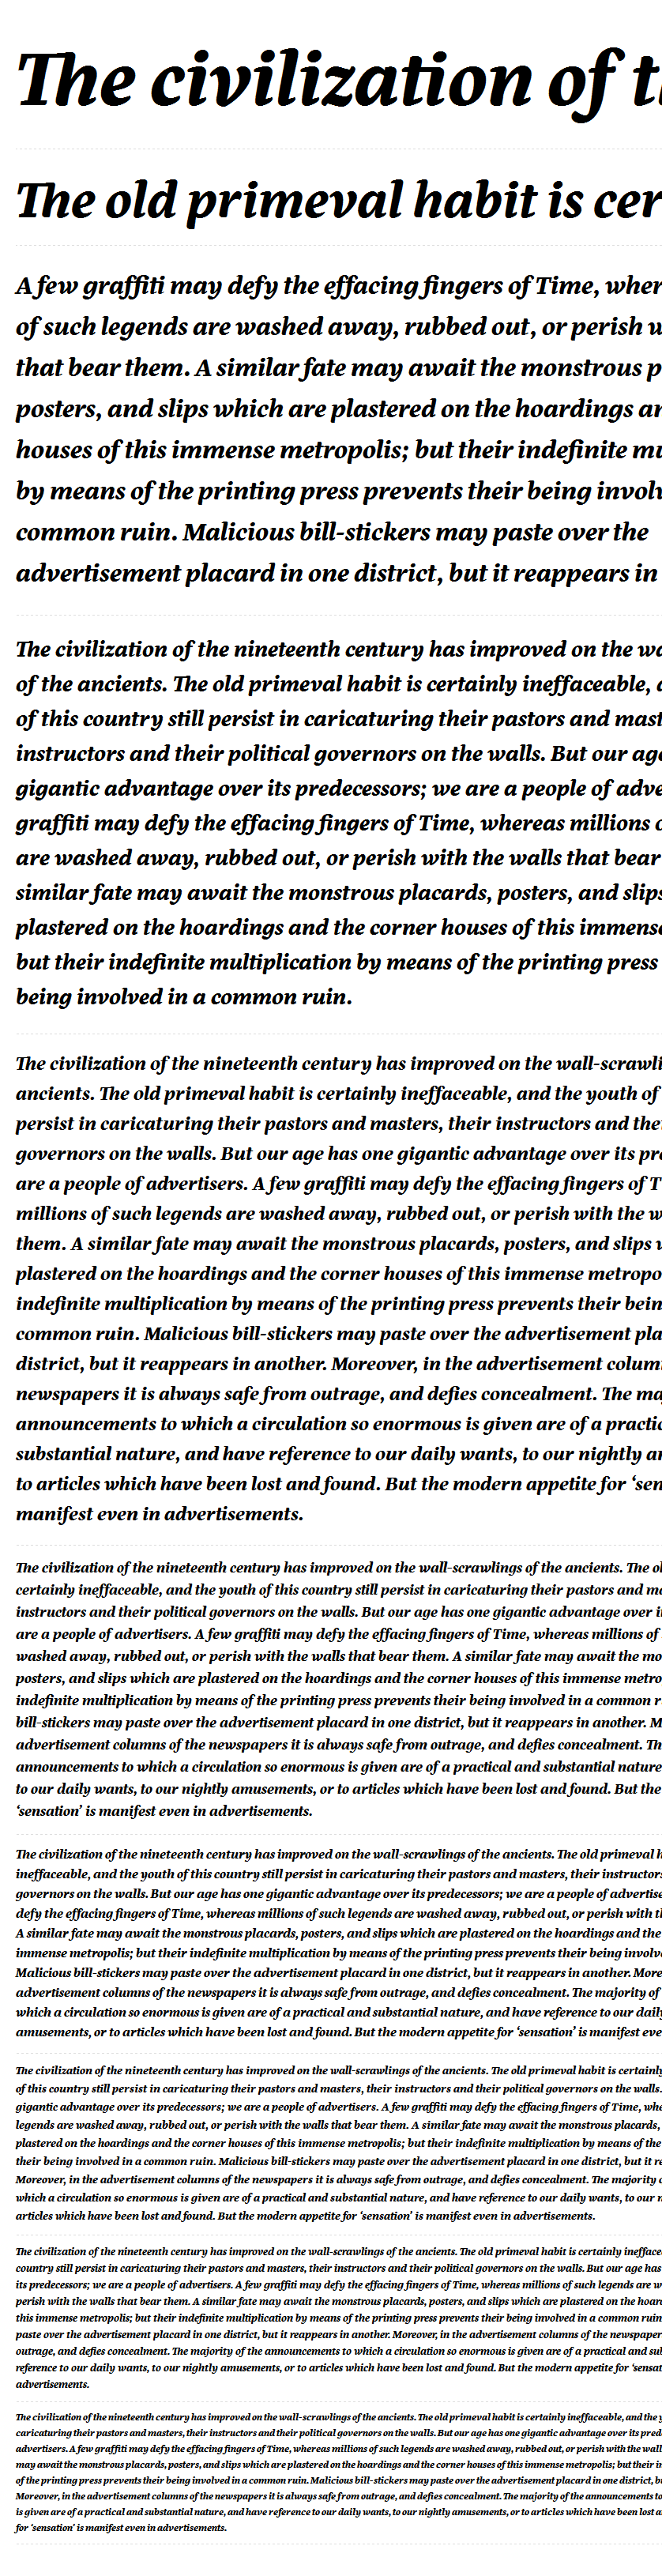 The civilization of th
The old primeval habit is cer
A few graffiti may defy the effacing fingers of Time, wher
of such legends are washed away, rubbed out, or perish w
that bear them. A similar fate may await the monstrous p
posters, and slips which are plastered on the hoardings an
houses of this immense metropolis; but their indefinite mu
by means of the printing press prevents their being involv
common ruin. Malicious bill-stickers may paste over the
advertisement placard in one district, but it reappears in
The civilization of the nineteenth century has improved on the wa
of the ancients. The old primeval habit is certainly ineffaceable, a
of this country still persist in caricaturing their pastors and mast
instructors and their political governors on the walls. But our age
gigantic advantage over its predecessors; we are a people of adve
graffiti may defy the effacing fingers of Time, whereas millions o
are washed away, rubbed out, or perish with the walls that bear
similar fate may await the monstrous placards, posters, and slips
plastered on the hoardings and the corner houses of this immense
but their indefinite multiplication by means of the printing press
being involved in a common ruin.
The civilization of the nineteenth century has improved on the wall-scrawli
ancients. The old primeval habit is certainly ineffaceable, and the youth of
persist in caricaturing their pastors and masters, their instructors and thei
governors on the walls. But our age has one gigantic advantage over its pre
are a people of advertisers. A few graffiti may defy the effacing fingers of T
millions of such legends are washed away, rubbed out, or perish with the w
them. A similar fate may await the monstrous placards, posters, and slips w
plastered on the hoardings and the corner houses of this immense metropo
indefinite multiplication by means of the printing press prevents their bein
common ruin. Malicious bill-stickers may paste over the advertisement pla
district, but it reappears in another. Moreover, in the advertisement colum
newspapers it is always safe from outrage, and defies concealment. The maj
announcements to which a circulation so enormous is given are of a practic
substantial nature, and have reference to our daily wants, to our nightly am
to articles which have been lost and found. But the modern appetite for ‘sen
manifest even in advertisements.
The civilization of the nineteenth century has improved on the wall-scrawlings of the ancients. The ol
certainly ineffaceable, and the youth of this country still persist in caricaturing their pastors and ma
instructors and their political governors on the walls. But our age has one gigantic advantage over it
are a people of advertisers. A few graffiti may defy the effacing fingers of Time, whereas millions of
washed away, rubbed out, or perish with the walls that bear them. A similar fate may await the mo
posters, and slips which are plastered on the hoardings and the corner houses of this immense metro
indefinite multiplication by means of the printing press prevents their being involved in a common r
bill-stickers may paste over the advertisement placard in one district, but it reappears in another. M
advertisement columns of the newspapers it is always safe from outrage, and defies concealment. Th
announcements to which a circulation so enormous is given are of a practical and substantial nature
to our daily wants, to our nightly amusements, or to articles which have been lost and found. But the
‘sensation’ is manifest even in advertisements.
The civilization of the nineteenth century has improved on the wall-scrawlings of the ancients. The old primeval h
ineffaceable, and the youth of this country still persist in caricaturing their pastors and masters, their instructors
governors on the walls. But our age has one gigantic advantage over its predecessors; we are a people of advertise
defy the effacing fingers of Time, whereas millions of such legends are washed away, rubbed out, or perish with th
A similar fate may await the monstrous placards, posters, and slips which are plastered on the hoardings and the
immense metropolis; but their indefinite multiplication by means of the printing press prevents their being involve
Malicious bill-stickers may paste over the advertisement placard in one district, but it reappears in another. More
advertisement columns of the newspapers it is always safe from outrage, and defies concealment. The majority of
which a circulation so enormous is given are of a practical and substantial nature, and have reference to our daily
amusements, or to articles which have been lost and found. But the modern appetite for ‘sensation’ is manifest eve
The civilization of the nineteenth century has improved on the wall-scrawlings of the ancients. The old primeval habit is certainly
of this country still persist in caricaturing their pastors and masters, their instructors and their political governors on the walls.
gigantic advantage over its predecessors; we are a people of advertisers. A few graffiti may defy the effacing fingers of Time, whe
legends are washed away, rubbed out, or perish with the walls that bear them. A similar fate may await the monstrous placards,
plastered on the hoardings and the corner houses of this immense metropolis; but their indefinite multiplication by means of the
their being involved in a common ruin. Malicious bill-stickers may paste over the advertisement placard in one district, but it re
Moreover, in the advertisement columns of the newspapers it is always safe from outrage, and defies concealment. The majority o
which a circulation so enormous is given are of a practical and substantial nature, and have reference to our daily wants, to our n
articles which have been lost and found. But the modern appetite for ‘sensation’ is manifest even in advertisements.
The civilization of the nineteenth century has improved on the wall-scrawlings of the ancients. The old primeval habit is certainly ineffacea
country still persist in caricaturing their pastors and masters, their instructors and their political governors on the walls. But our age has
its predecessors; we are a people of advertisers. A few graffiti may defy the effacing fingers of Time, whereas millions of such legends are w
perish with the walls that bear them. A similar fate may await the monstrous placards, posters, and slips which are plastered on the hoard
this immense metropolis; but their indefinite multiplication by means of the printing press prevents their being involved in a common ruin
paste over the advertisement placard in one district, but it reappears in another. Moreover, in the advertisement columns of the newspaper
outrage, and defies concealment. The majority of the announcements to which a circulation so enormous is given are of a practical and sub
reference to our daily wants, to our nightly amusements, or to articles which have been lost and found. But the modern appetite for ‘sensat
advertisements.
The civilization of the nineteenth century has improved on the wall-scrawlings of the ancients. The old primeval habit is certainly ineffaceable, and the y
caricaturing their pastors and masters, their instructors and their political governors on the walls. But our age has one gigantic advantage over its pred
advertisers. A few graffiti may defy the effacing fingers of Time, whereas millions of such legends are washed away, rubbed out, or perish with the wall
may await the monstrous placards, posters, and slips which are plastered on the hoardings and the corner houses of this immense metropolis; but their in
of the printing press prevents their being involved in a common ruin. Malicious bill-stickers may paste over the advertisement placard in one district, bu
Moreover, in the advertisement columns of the newspapers it is always safe from outrage, and defies concealment. The majority of the announcements to
is given are of a practical and substantial nature, and have reference to our daily wants, to our nightly amusements, or to articles which have been lost a
for ‘sensation’ is manifest even in advertisements.